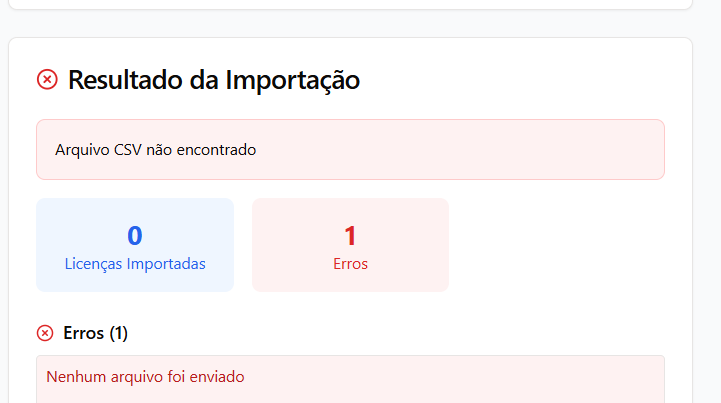 Resultado da Importação
Arquivo CSV não encontrado
0
Licenças Importadas
1
Erros
Erros (1)
Nenhum arquivo foi enviado